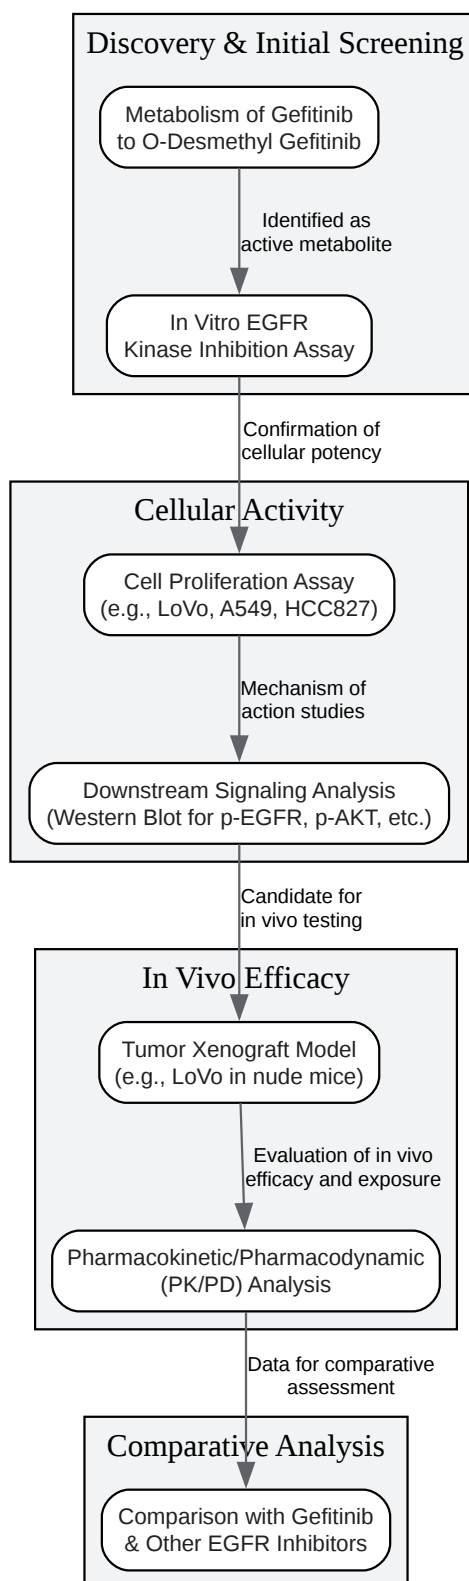 Discovery & Initial Screening
Metabolism of Gefitinib
to O-Desmethyl Gefitinib
Identified as
active metabolite
In Vitro EGFR
Kinase Inhibition Assay
Confirmation of
cellular potency
Cellular Activity
Cell Proliferation Assay
(e.g., LoVo, A549, HCC827)
Mechanism of
action studies
Downstream Signaling Analysis
(Western Blot for p-EGFR, p-AKT, etc.)
Candidate for
in vivo testing
In Vivo Efficacy
Tumor Xenograft Model
(e.g., LoVo in nude mice)
Evaluation of in vivo
efficacy and exposure
Pharmacokinetic/Pharmacodynamic
(PK/PD) Analysis
Data for comparative
assessment
Comparative Analysis
Comparison with Gefitinib
& Other EGFR Inhibitors